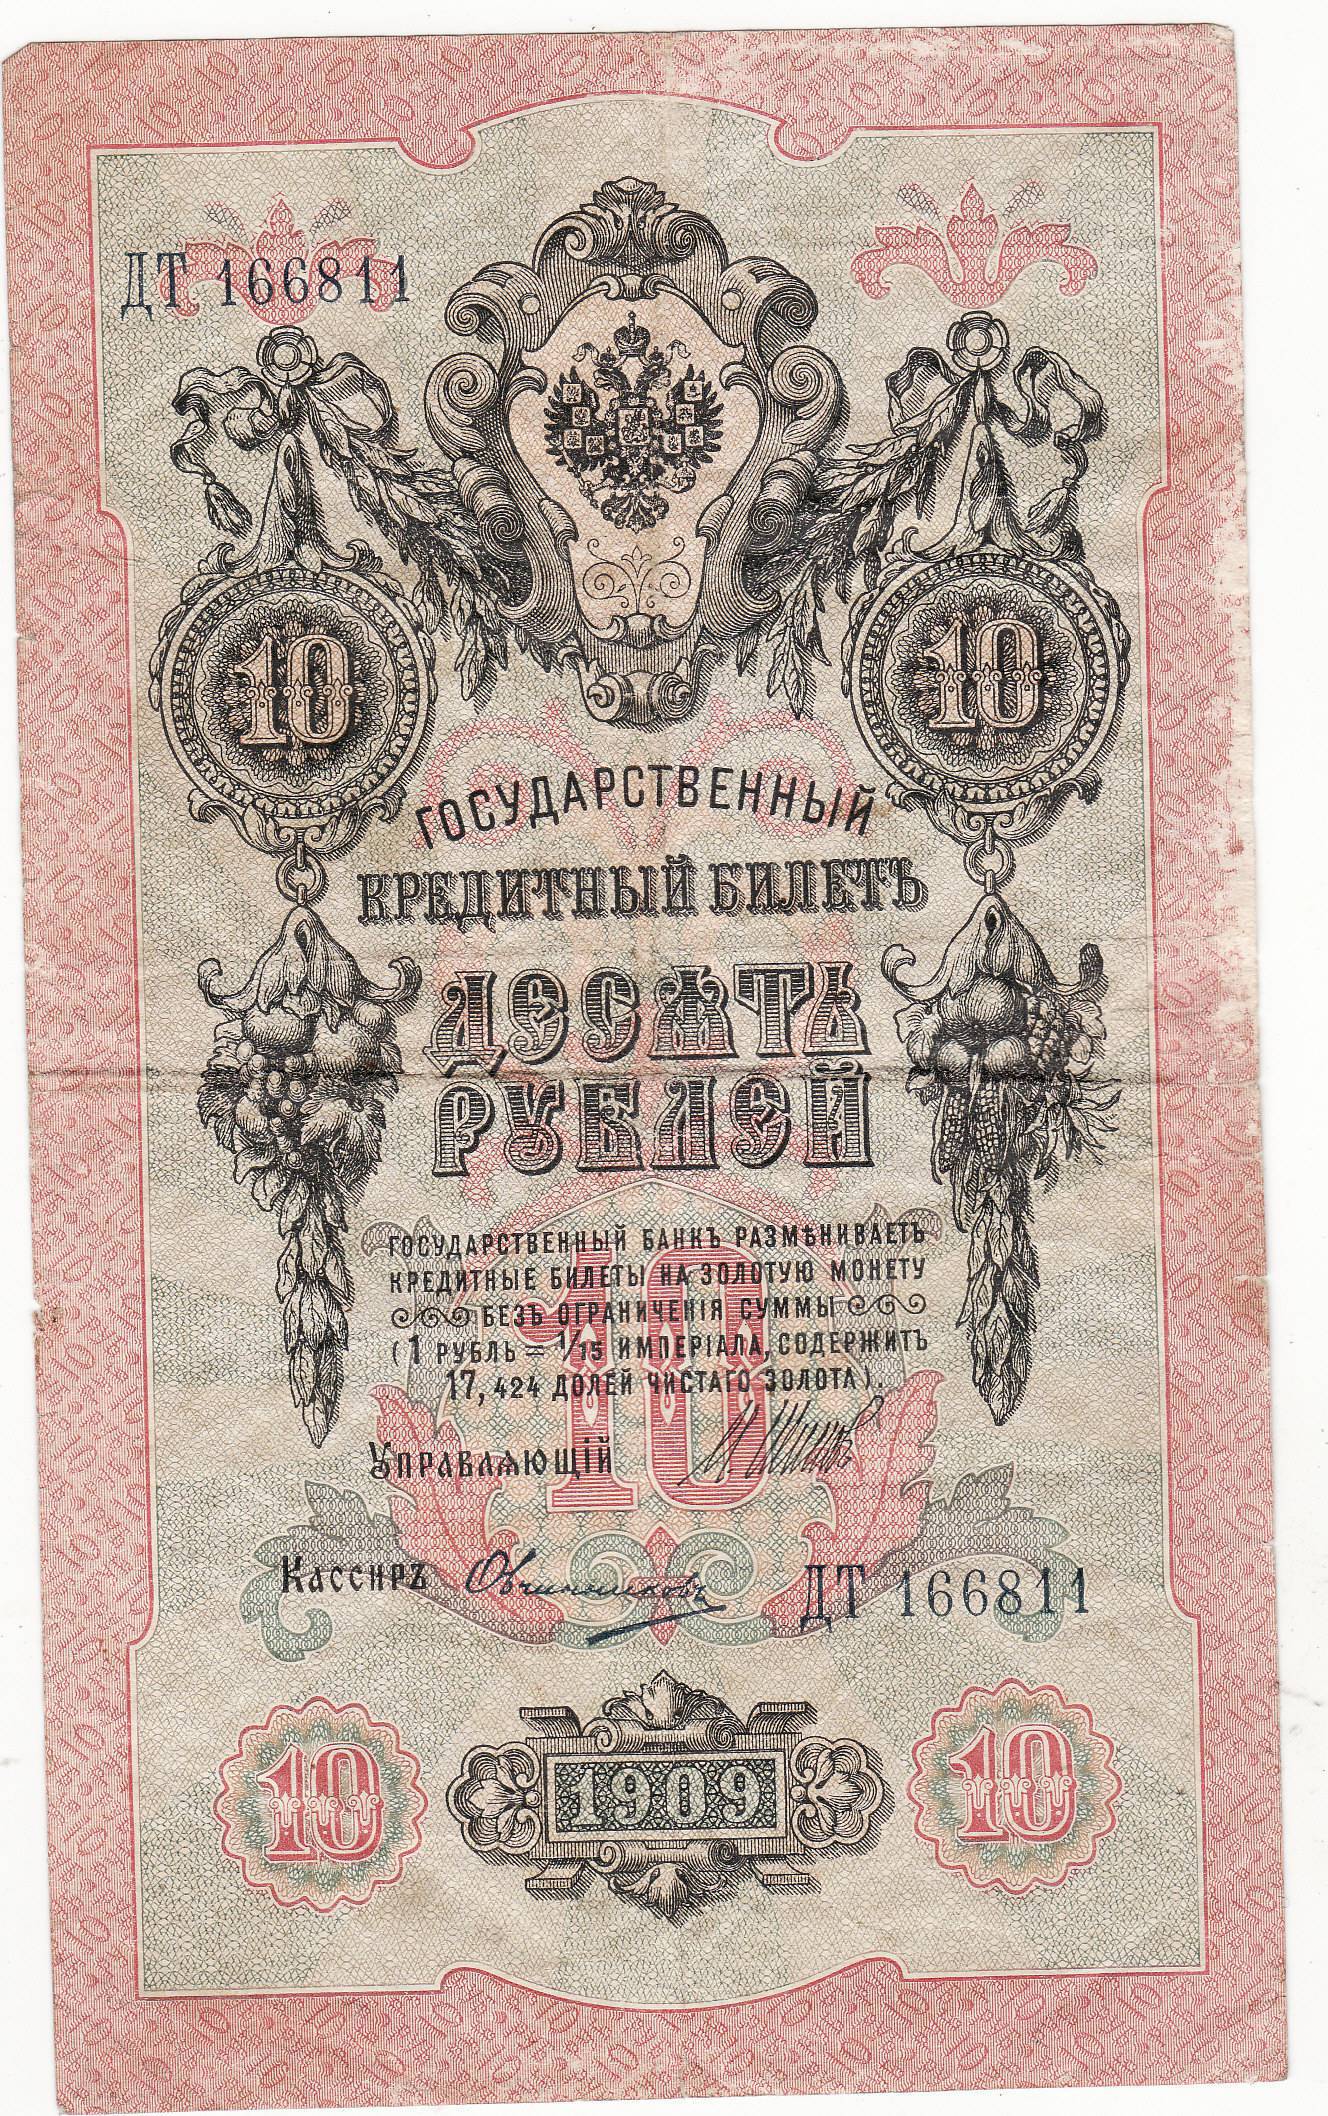 ДТ 166811
10 10
ГОСУДАРСТВЕННЫЙ
КРЕДИТНЫЙ БИЛЕТЪ
ДЕСЯТЬ
РУБЛЕЙ
ГОСУДАРСТВЕННЫЙ БАНКЪ РАЗМѢНИВАЕТЪ
КРЕДИТНЫЕ БИЛЕТЫ НА ЗОЛОТУЮ МОНЕТУ
БЕЗЪ ОГРАНИЧЕНІЯ СУММЫ
(1 РУБЛЬ = 1/15 ИМПЕРІАЛА, СОДЕРЖИТЪ
17,424 ДОЛЕЙ ЧИСТАГО ЗОЛОТА).
10
УПРАВЛЯЮЩІЙ И. Шиповъ
КАССИРЪ Овчинниковъ
ДТ 166811
10 1909 10